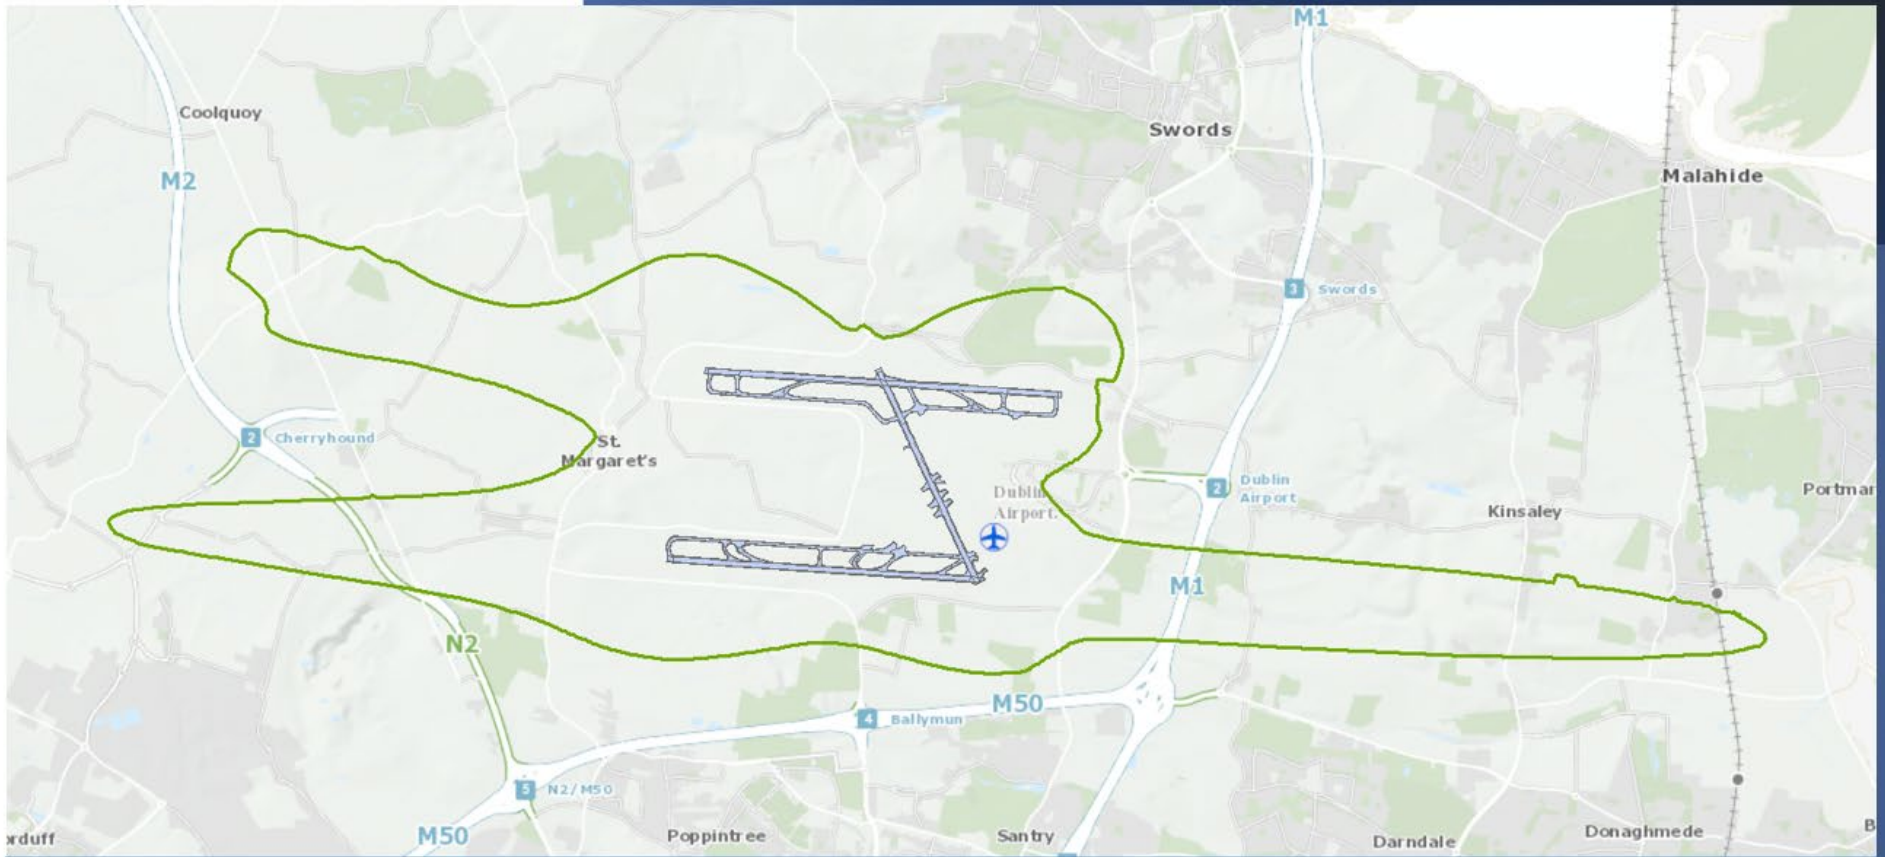 M1
Coolquoy
Swords
M2
Malahide
3 Swords
2 Cherryhound
St.
Margaret's
2 Dublin
Airport
Dublin
Airport
Kinsaley
Portmar
M1
N2
M50
4 Ballymun
5 N2/M50
M50
Poppintree
Santry
Darndale
Donaghmede
B
orduff